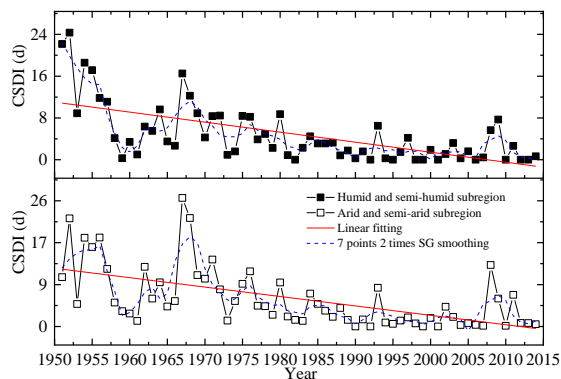 24
16
8
0
CSDI (d)
26
17
9
0
CSDI (d)
Humid and semi-humid subregion
Arid and semi-arid subregion
Linear fitting
7 points 2 times SG smoothing
1950 1955 1960 1965 1970 1975 1980 1985 1990 1995 2000 2005 2010 2015
Year